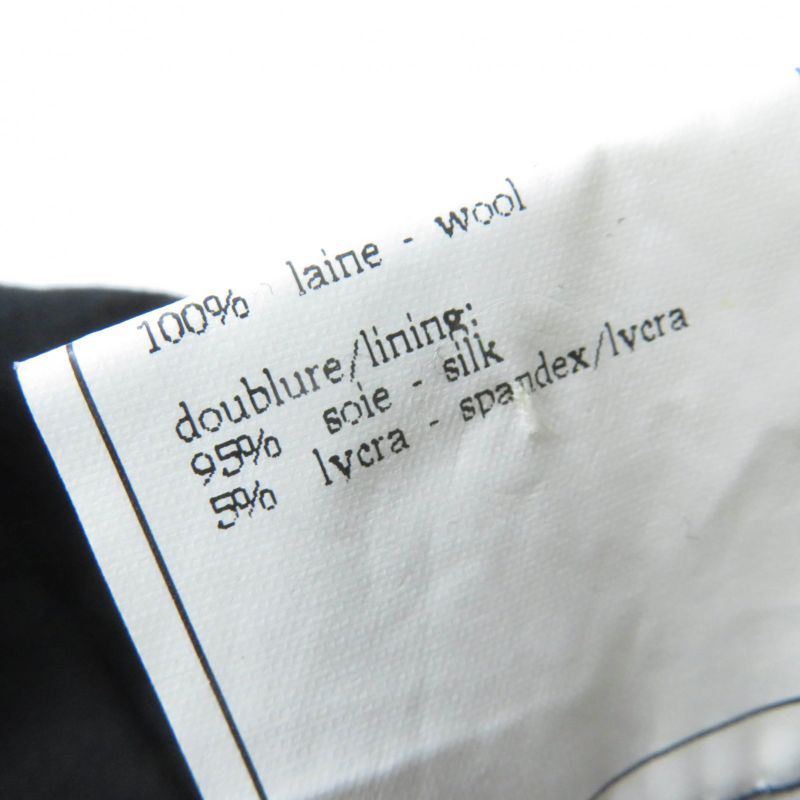 100% laine - wool
doublure/lining:
95% soie - silk
5% lycra - spandex/lycra